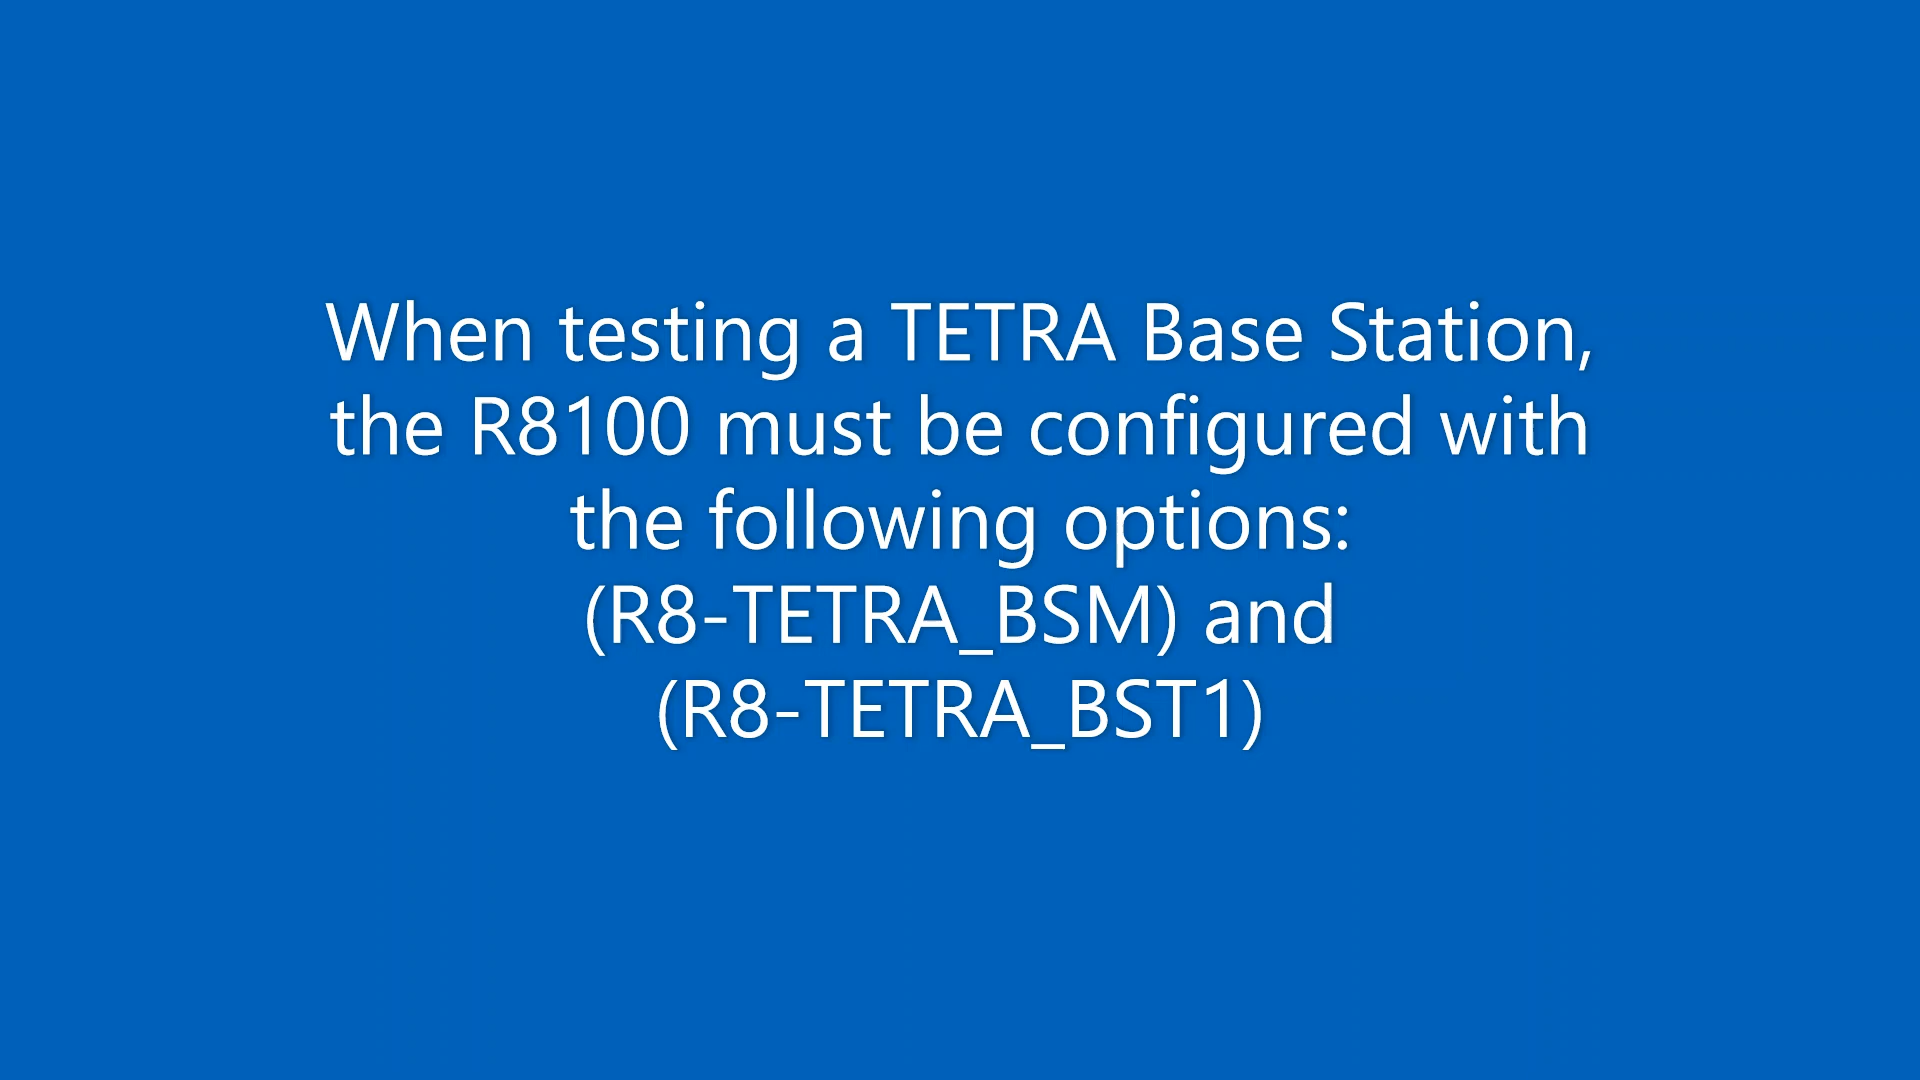 When testing a TETRA Base Station,
the R8100 must be configured with
the following options:
(R8-TETRA_BSM) and
(R8-TETRA_BST1)